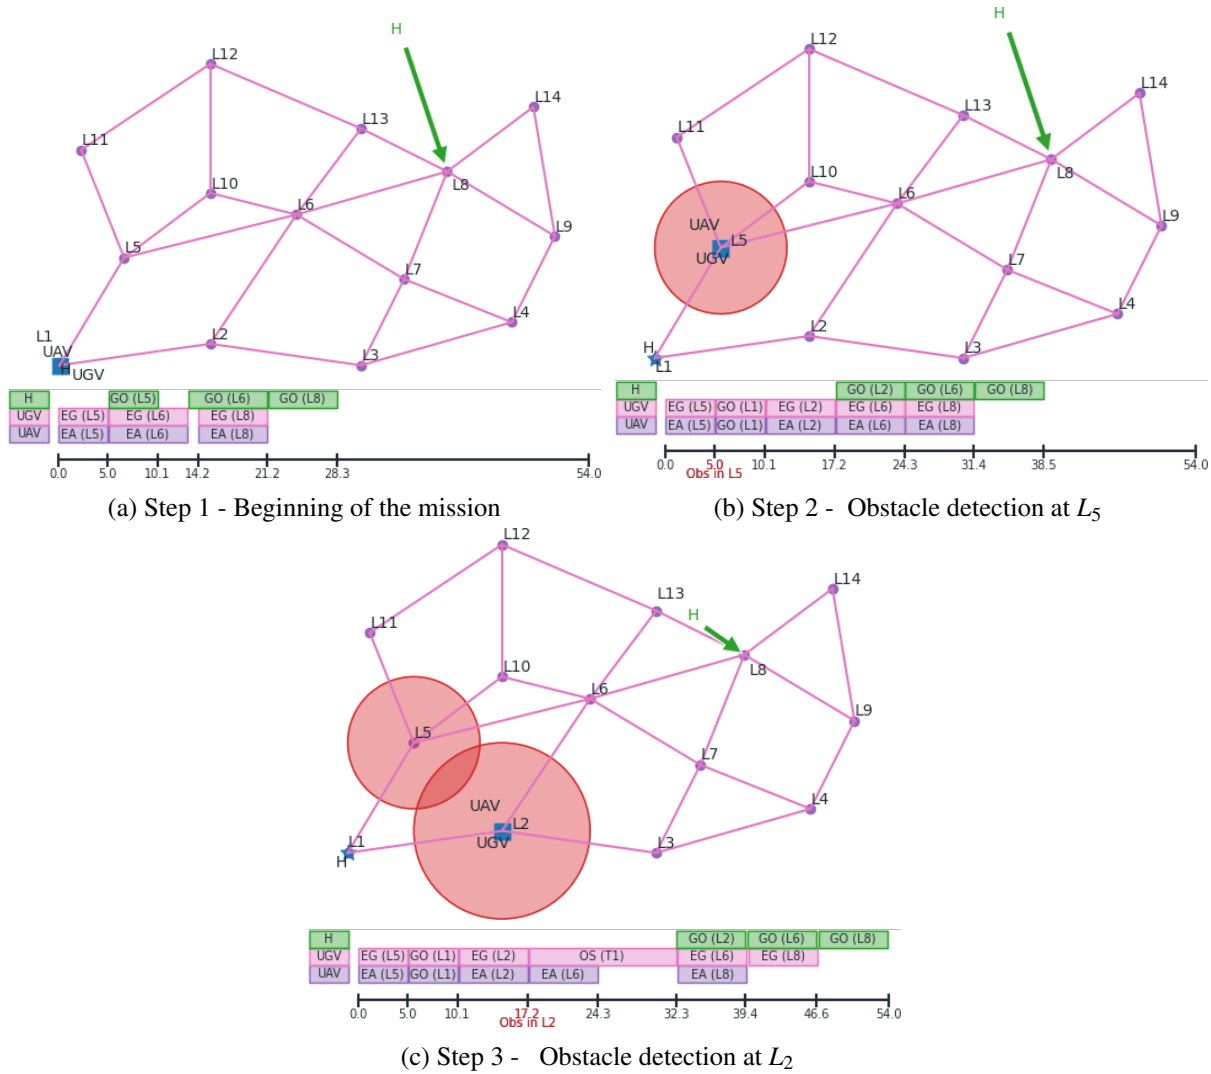 H
L12
L14
L13
L11
L8
L10
L6
L9
L5
L7
L1
L2
L4
UAV
H
UGV
L3
H GO (L5) GO (L6) GO (L8)
UGV EG (L5) EG (L6) EG (L8)
UAV EA (L5) EA (L6) EA (L8)
0.0 5.0 10.1 14.2 21.2 28.3 54.0
(a) Step 1 - Beginning of the mission
H
L12
L14
L13
L11
L8
L10
L6
L9
UAV
L5
UGV
L7
L2
L4
H
L1
L3
H GO (L2) GO (L6) GO (L8)
UGV EG (L5) GO (L1) EG (L2) EG (L6) EG (L8)
UAV EA (L5) GO (L1) EA (L2) EA (L6) EA (L8)
0.0 5.0 10.1 17.2 24.3 31.4 38.5 54.0
Obs in L5
(b) Step 2 - Obstacle detection at L5
L12
L14
L13
H
L11
L8
L10
L6
L9
L5
L7
UAV
L2
L4
UGV
L1
H
L3
H GO (L2) GO (L6) GO (L8)
UGV EG (L5) GO (L1) EG (L2) OS (T1) EG (L6) EG (L8)
UAV EA (L5) GO (L1) EA (L2) EA (L6) EA (L8)
0.0 5.0 10.1 17.2 24.3 32.3 39.4 46.6 54.0
Obs in L2
(c) Step 3 - Obstacle detection at L2